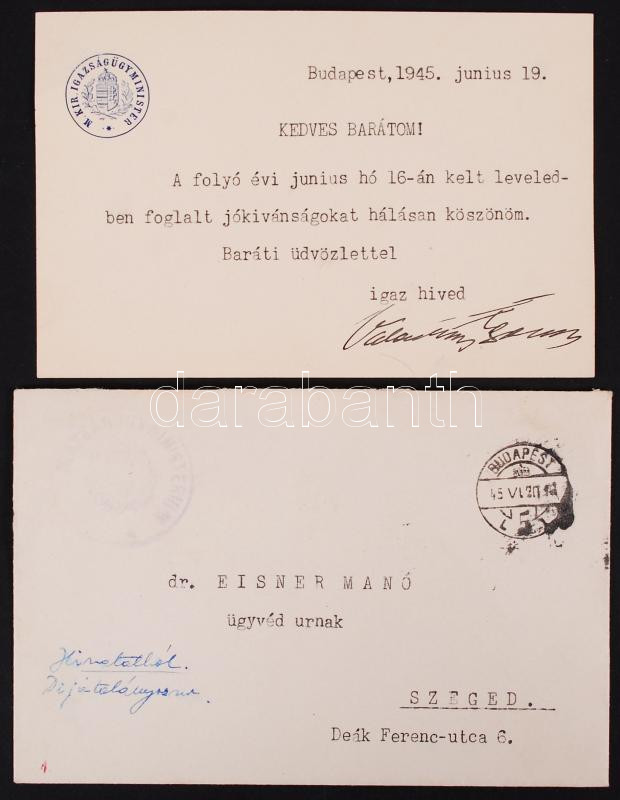 M. KIR. IGAZSÁGÜGYMINISTER
Budapest,1945. junius 19.
KEDVES BARÁTOM!
A folyó évi junius hó 16-án kelt leveled-
ben foglalt jókivánságokat hálásan köszönöm.
Baráti üdvözlettel
igaz hived
darabanth
BUDAPEST
45 VI.20
dr. EISNER MANÓ
ügyvéd urnak
Hivatalból.
SZEGED.
Deák Ferenc-utca 6.